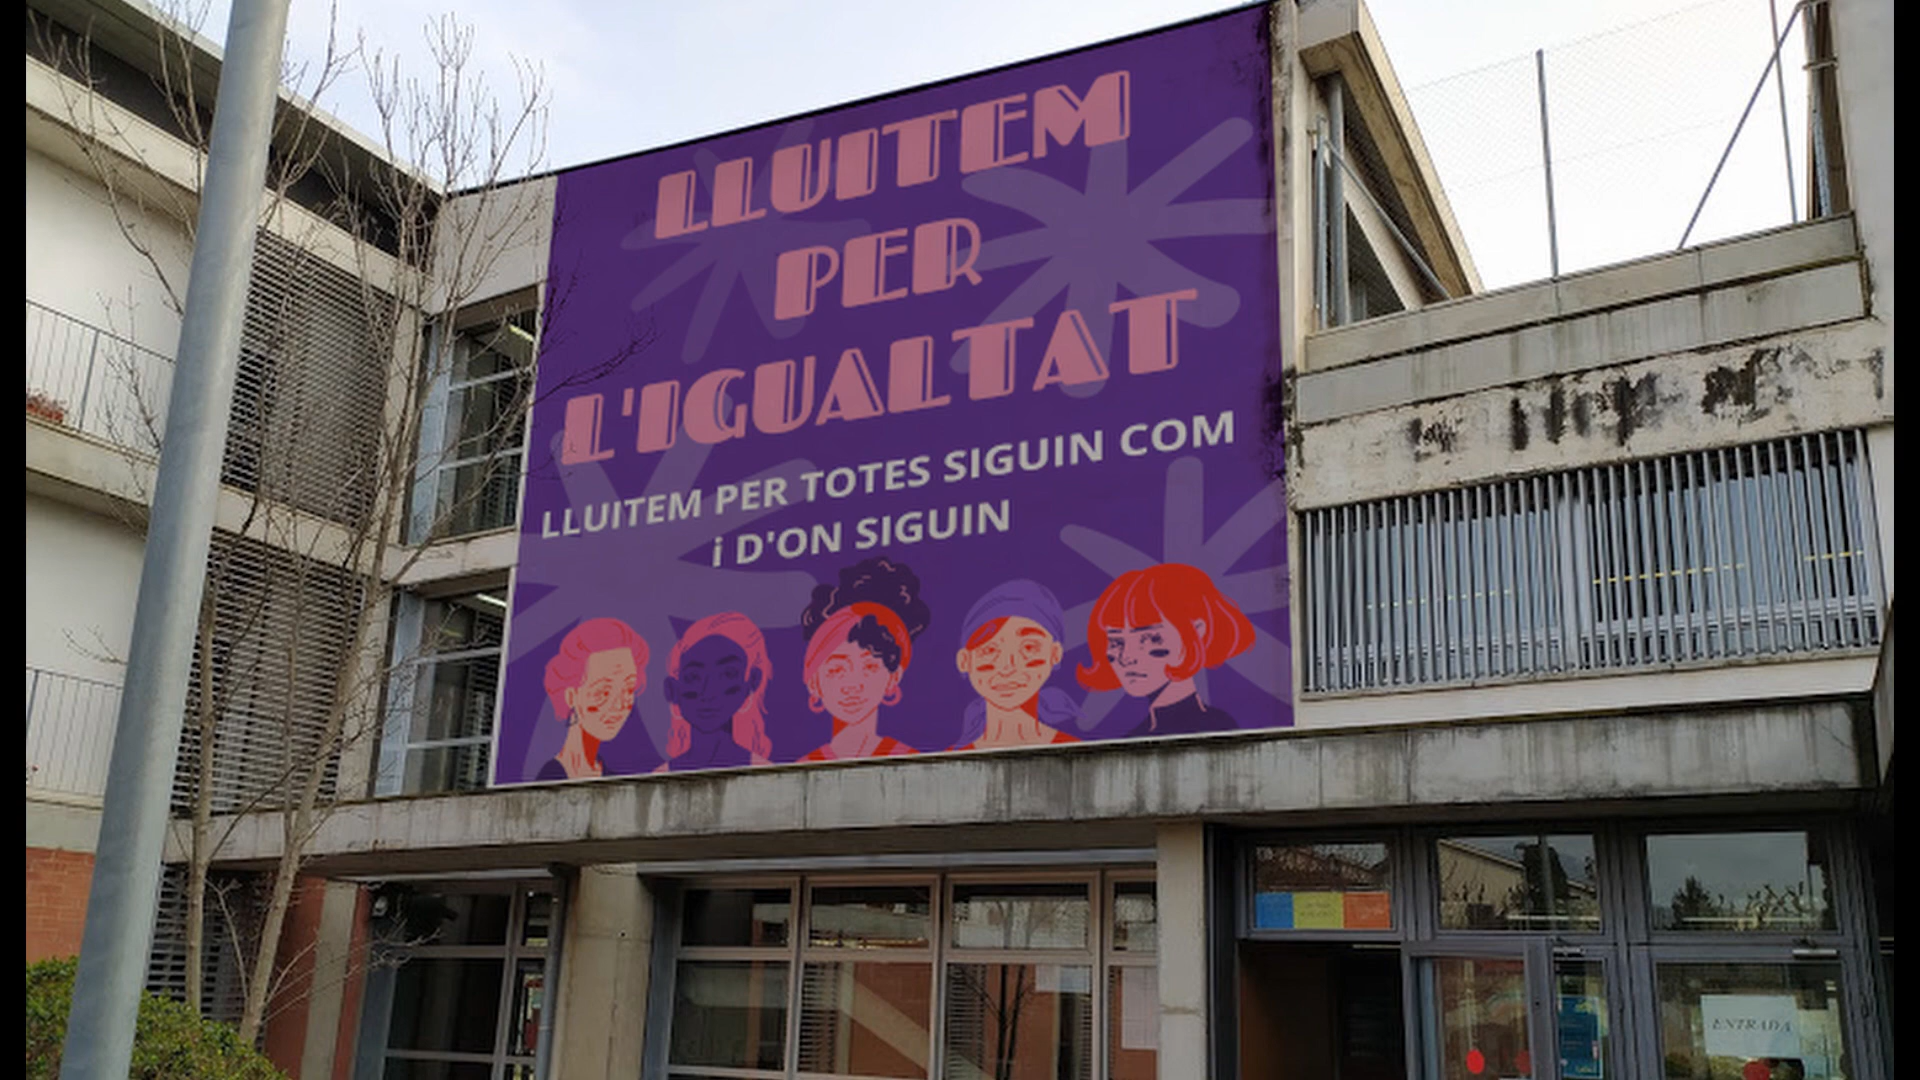 LLUITEM
PER
L'IGUALTAT
LLUITEM PER TOTES SIGUIN COM
i D'ON SIGUIN
ENTRADA